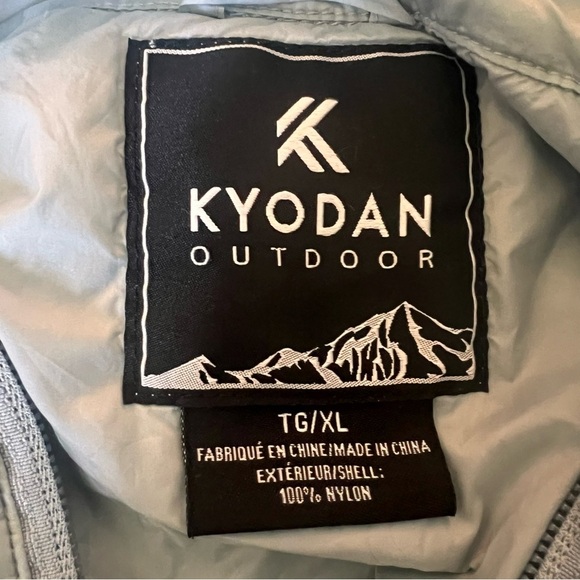 KYODAN
OUTDOOR
TG/XL
FABRIQUÉ EN CHINE/MADE IN CHINA
EXTÉRIEUR/SHELL:
100% NYLON